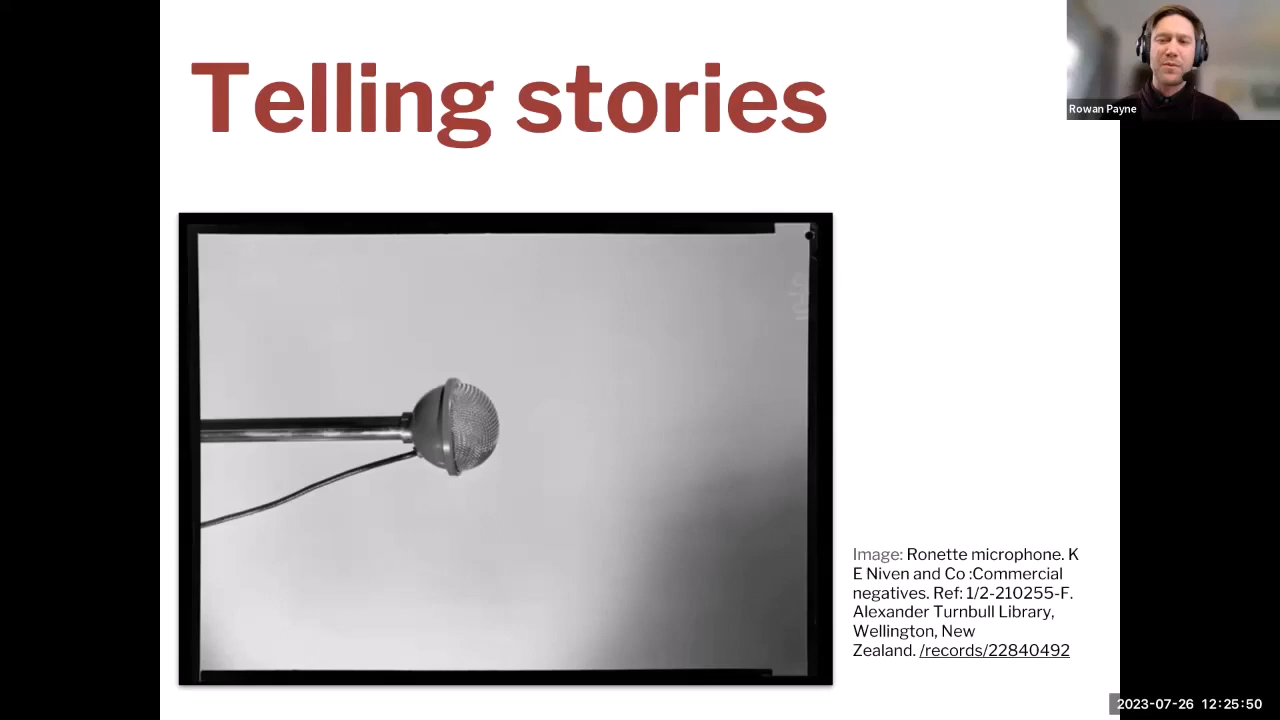 Telling stories
Rowan Payne
Image: Ronette microphone. K
E Niven and Co :Commercial
negatives. Ref: 1/2-210255-F.
Alexander Turnbull Library,
Wellington, New
Zealand. /records/22840492
2023-07-26 12:25:50